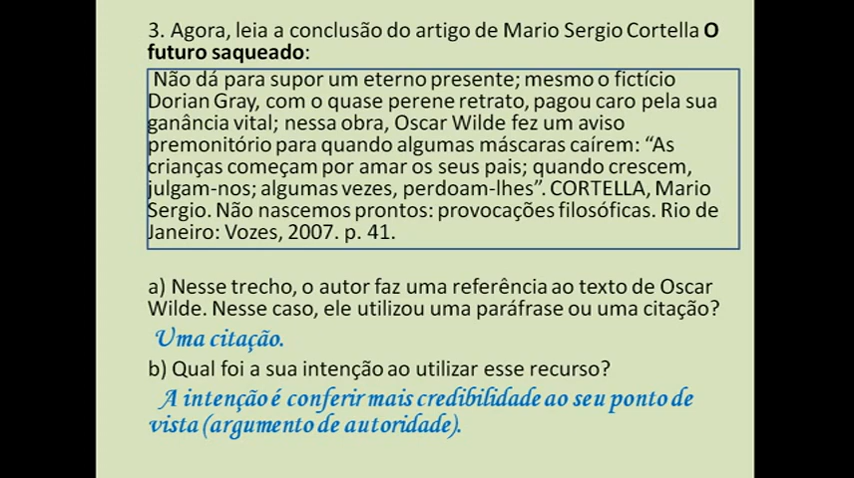 3. Agora, leia a conclusão do artigo de Mario Sergio Cortella O
futuro saqueado:
Não dá para supor um eterno presente; mesmo o fictício
Dorian Gray, com o quase perene retrato, pagou caro pela sua
ganância vital; nessa obra, Oscar Wilde fez um aviso
premonitório para quando algumas máscaras caírem: “As
crianças começam por amar os seus pais; quando crescem,
julgam-nos; algumas vezes, perdoam-lhes”. CORTELLA, Mario
Sergio. Não nascemos prontos: provocações filosóficas. Rio de
Janeiro: Vozes, 2007. p. 41.
a) Nesse trecho, o autor faz uma referência ao texto de Oscar
Wilde. Nesse caso, ele utilizou uma paráfrase ou uma citação?
Uma citação.
b) Qual foi a sua intenção ao utilizar esse recurso?
A intenção é conferir mais credibilidade ao seu ponto de
vista (argumento de autoridade).